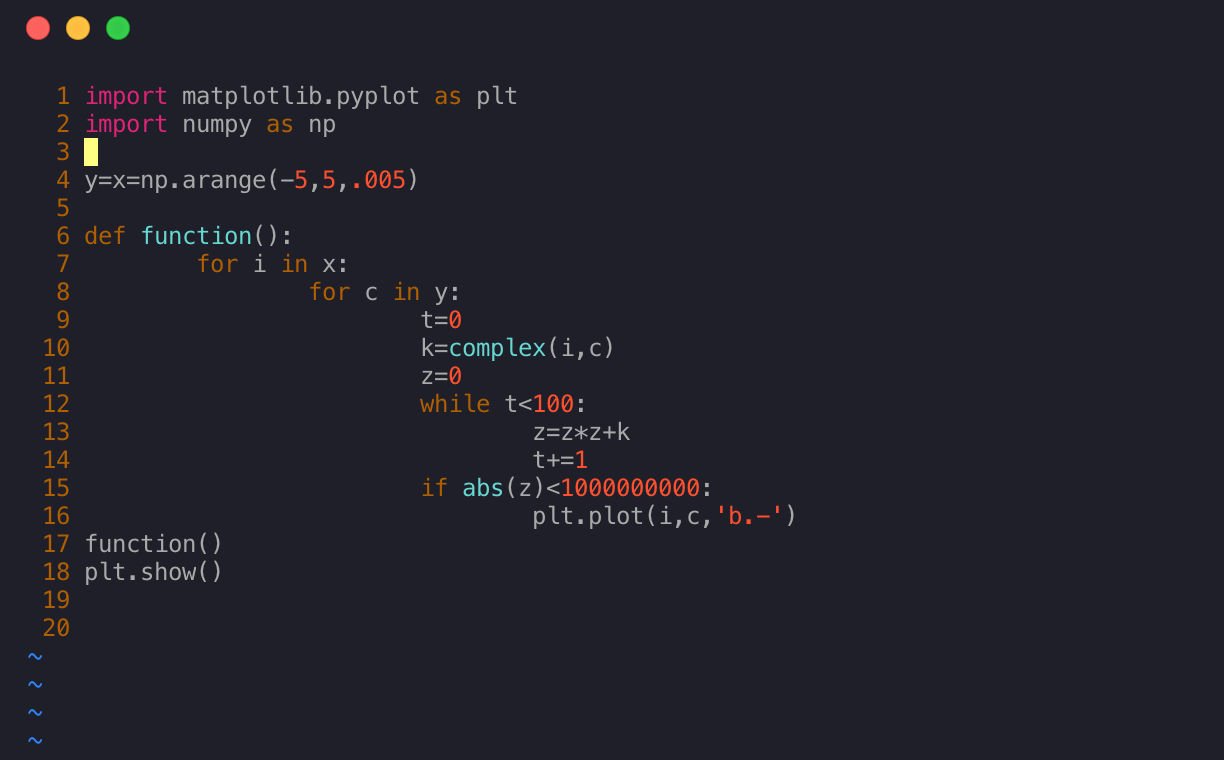 1 import matplotlib.pyplot as plt
2 import numpy as np
3
4 y=x=np.arange(-5,5,.005)
5
6 def function():
7         for i in x:
8                 for c in y:
9                         t=0
10                         k=complex(i,c)
11                         z=0
12                         while t<100:
13                                 z=z*z+k
14                                 t+=1
15                         if abs(z)<1000000000:
16                                 plt.plot(i,c,'b.-')
17 function()
18 plt.show()
19
20
~
~
~
~